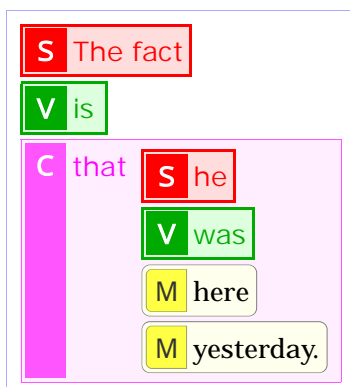 S The fact
V is
C that S he
V was
M here
M yesterday.